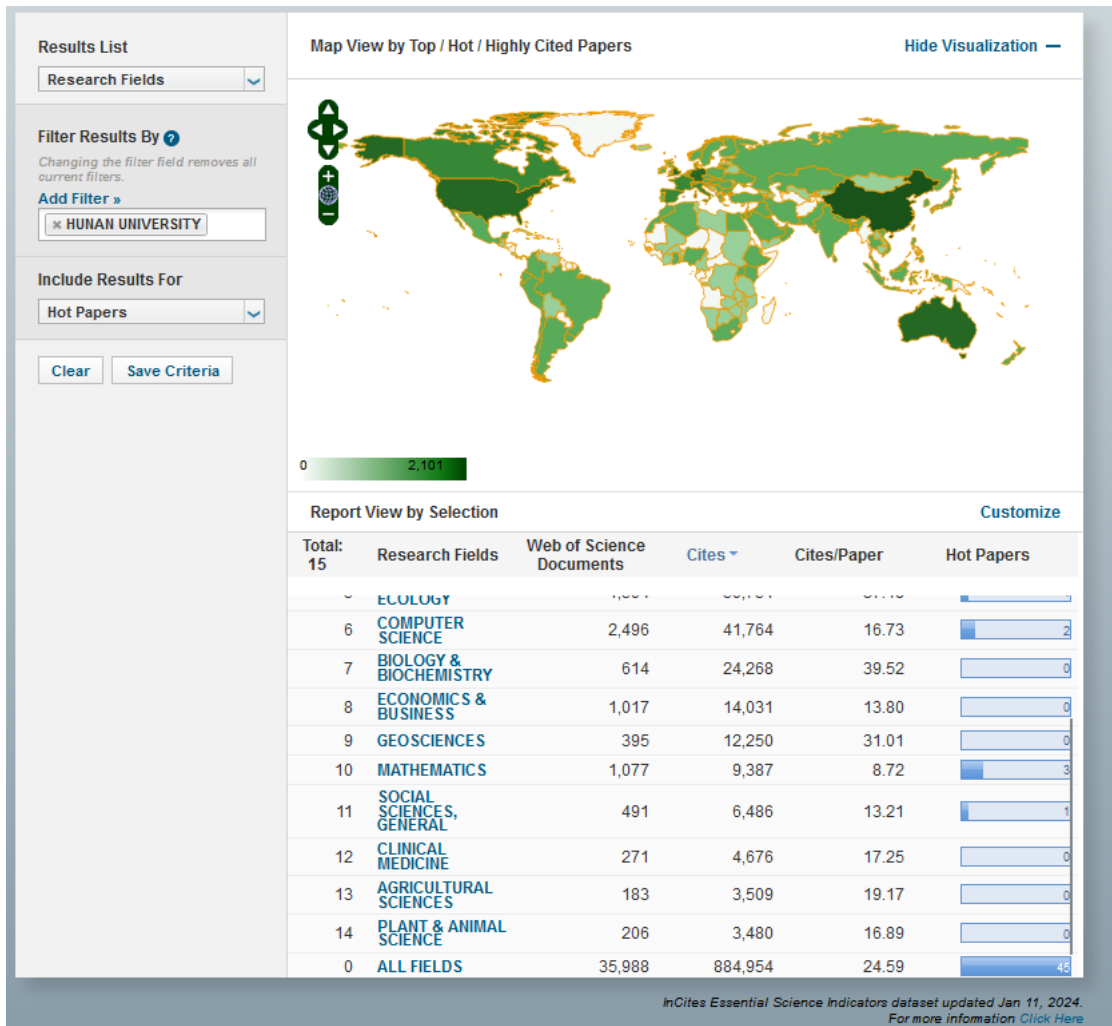 Results List
Research Fields
Filter Results By ?
Changing the filter field removes all
current filters.
Add Filter »
× HUNAN UNIVERSITY
Include Results For
Hot Papers
Clear Save Criteria
Map View by Top / Hot / Highly Cited Papers Hide Visualization —
0 2,101
Report View by Selection Customize
Total: 15 Research Fields Web of Science Documents Cites Cites/Paper Hot Papers
ECOLOGY
6 COMPUTER SCIENCE 2,496 41,764 16.73 2
7 BIOLOGY & BIOCHEMISTRY 614 24,268 39.52 0
8 ECONOMICS & BUSINESS 1,017 14,031 13.80 0
9 GEOSCIENCES 395 12,250 31.01 0
10 MATHEMATICS 1,077 9,387 8.72 3
11 SOCIAL SCIENCES, GENERAL 491 6,486 13.21 1
12 CLINICAL MEDICINE 271 4,676 17.25 0
13 AGRICULTURAL SCIENCES 183 3,509 19.17 0
14 PLANT & ANIMAL SCIENCE 206 3,480 16.89 0
0 ALL FIELDS 35,988 884,954 24.59 45
InCites Essential Science Indicators dataset updated Jan 11, 2024.
For more information Click Here